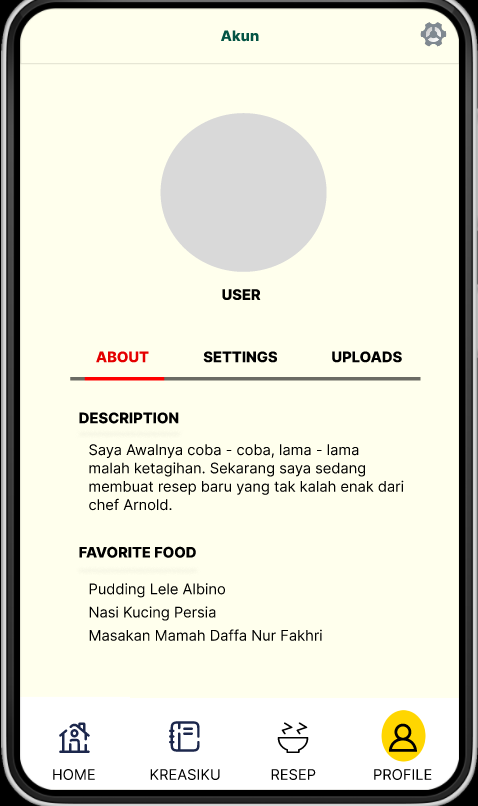 Akun
USER
ABOUT SETTINGS UPLOADS
DESCRIPTION
Saya Awalnya coba - coba, lama - lama
malah ketagihan. Sekarang saya sedang
membuat resep baru yang tak kalah enak dari
chef Arnold.
FAVORITE FOOD
Pudding Lele Albino
Nasi Kucing Persia
Masakan Mamah Daffa Nur Fakhri
HOME KREASIKU RESEP PROFILE